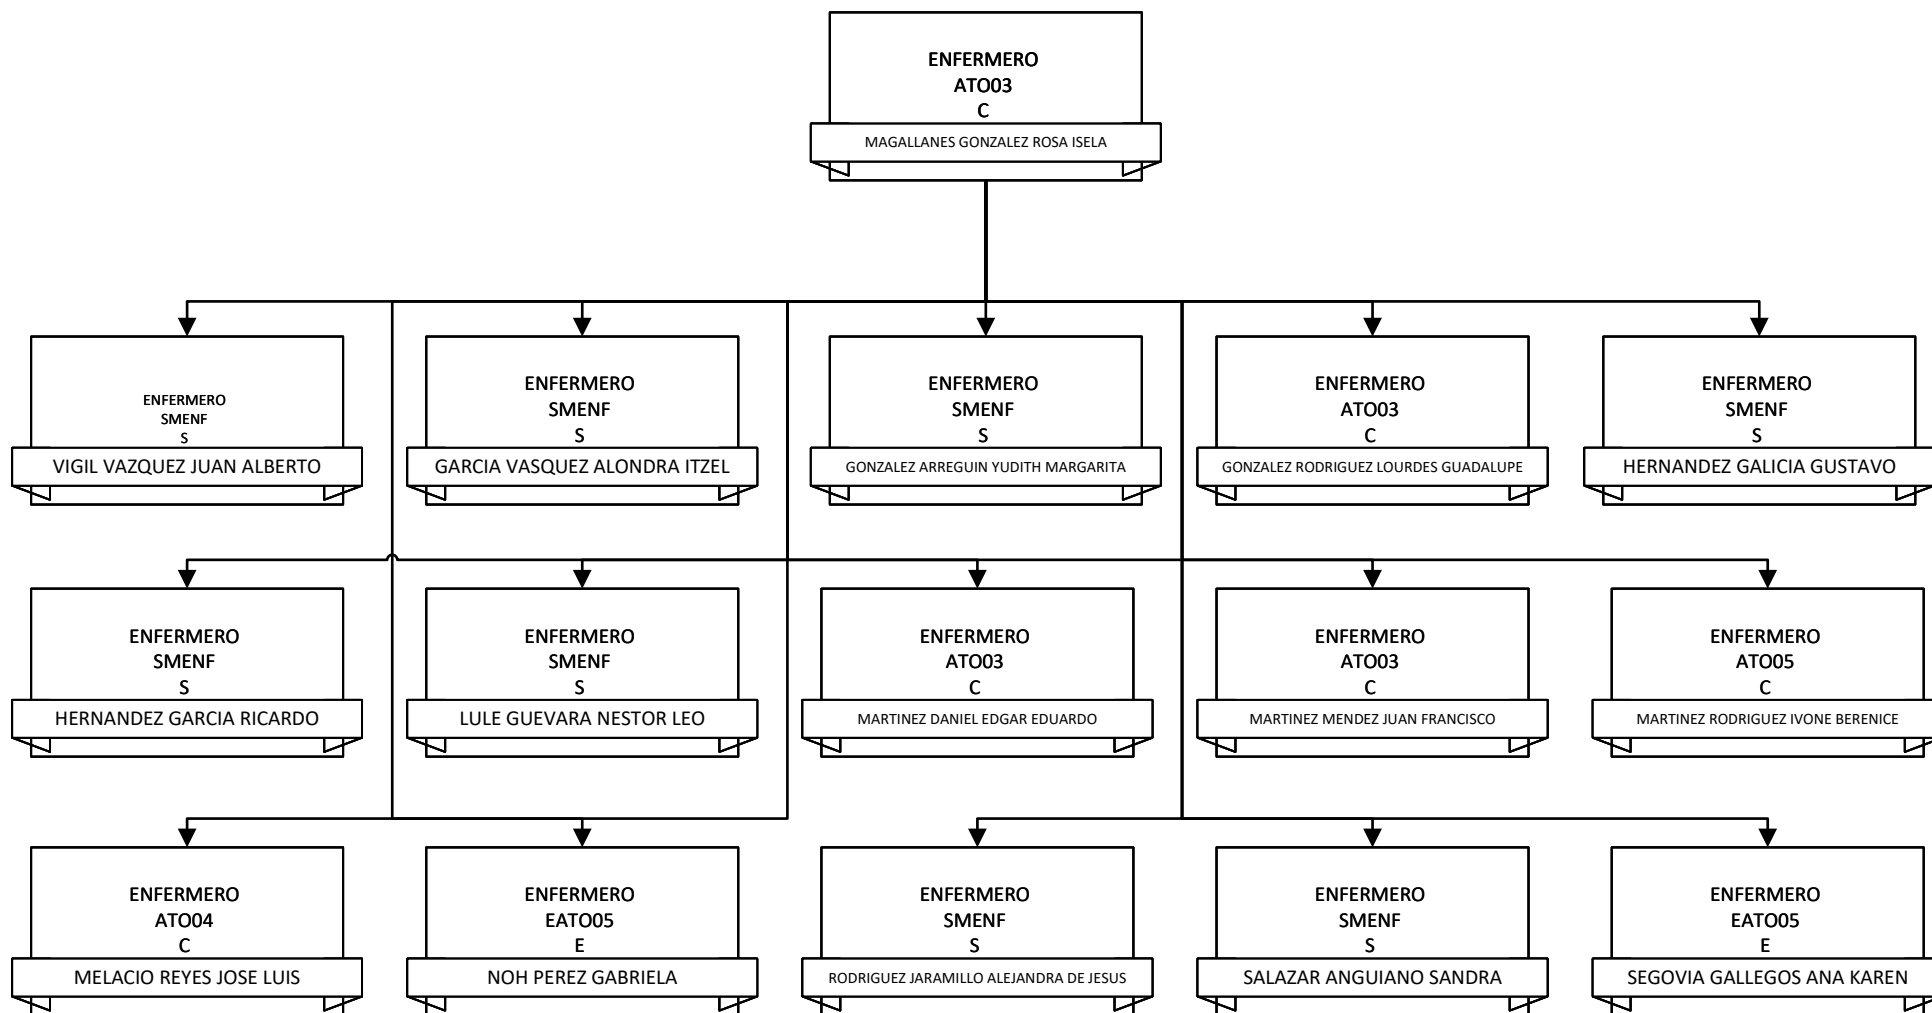 ENFERMERO
ATO03
C
MAGALLANES GONZALEZ ROSA ISELA
ENFERMERO
SMENF
S
VIGIL VAZQUEZ JUAN ALBERTO
ENFERMERO
SMENF
S
GARCIA VASQUEZ ALONDRA ITZEL
ENFERMERO
SMENF
S
GONZALEZ ARREGUIN YUDITH MARGARITA
ENFERMERO
ATO03
C
GONZALEZ RODRIGUEZ LOURDES GUADALUPE
ENFERMERO
SMENF
S
HERNANDEZ GALICIA GUSTAVO
ENFERMERO
SMENF
S
HERNANDEZ GARCIA RICARDO
ENFERMERO
SMENF
S
LULE GUEVARA NESTOR LEO
ENFERMERO
ATO03
C
MARTINEZ DANIEL EDGAR EDUARDO
ENFERMERO
ATO03
C
MARTINEZ MENDEZ JUAN FRANCISCO
ENFERMERO
ATO05
C
MARTINEZ RODRIGUEZ IVONE BERENICE
ENFERMERO
ATO04
C
MELACIO REYES JOSE LUIS
ENFERMERO
EATO05
E
NOH PEREZ GABRIELA
ENFERMERO
SMENF
S
RODRIGUEZ JARAMILLO ALEJANDRA DE JESUS
ENFERMERO
SMENF
S
SALAZAR ANGUIANO SANDRA
ENFERMERO
EATO05
E
SEGOVIA GALLEGOS ANA KAREN